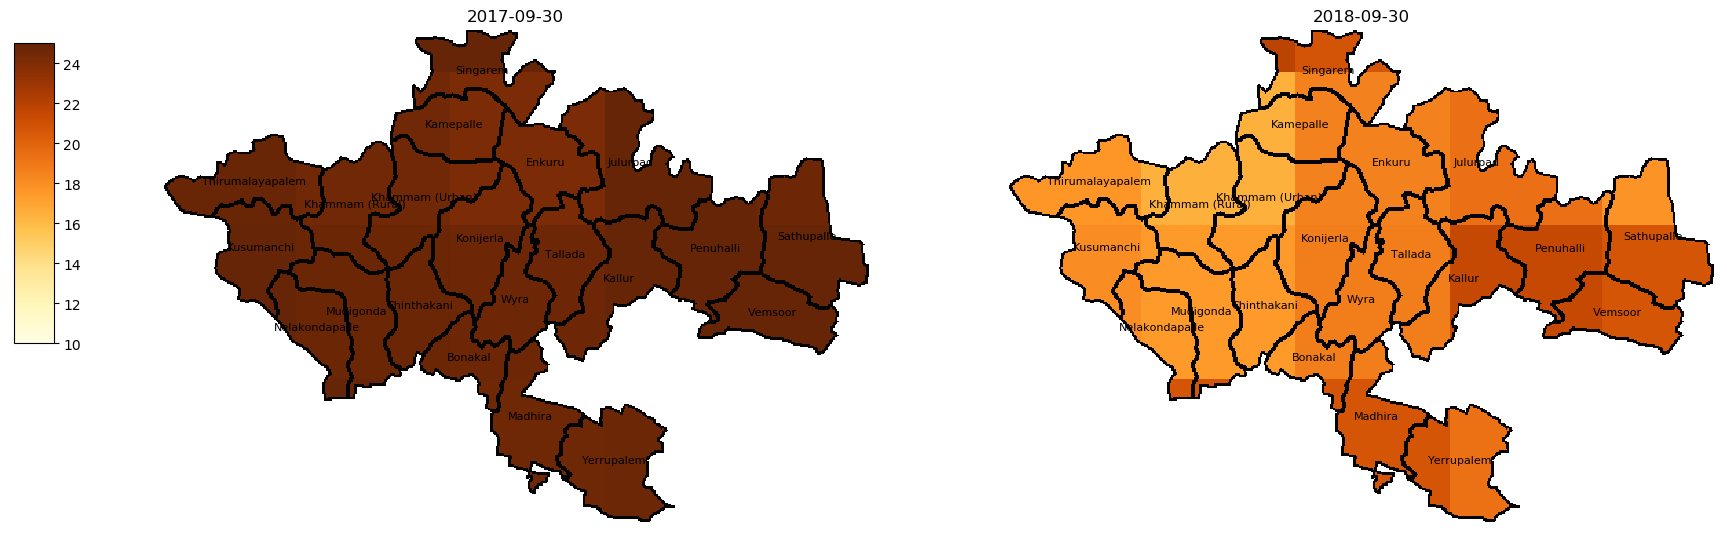 2017-09-30
2018-09-30
24
22
20
18
16
14
12
10
Singareni
Kamepalle
Enkuru
Julurpad
Thirumalayapalem
Khammam (Urban)
Khammam (Rural)
Kusumanchi
Konijerla
Tallada
Penuhalli
Sathupalle
Kallur
Wyra
Chinthakani
Mudigonda
Vemsoor
Nelakondapalle
Bonakal
Madhira
Yerrupalem
Singareni
Kamepalle
Enkuru
Julurpad
Thirumalayapalem
Khammam (Urban)
Khammam (Rural)
Kusumanchi
Konijerla
Tallada
Penuhalli
Sathupalle
Kallur
Wyra
Chinthakani
Mudigonda
Vemsoor
Nelakondapalle
Bonakal
Madhira
Yerrupalem